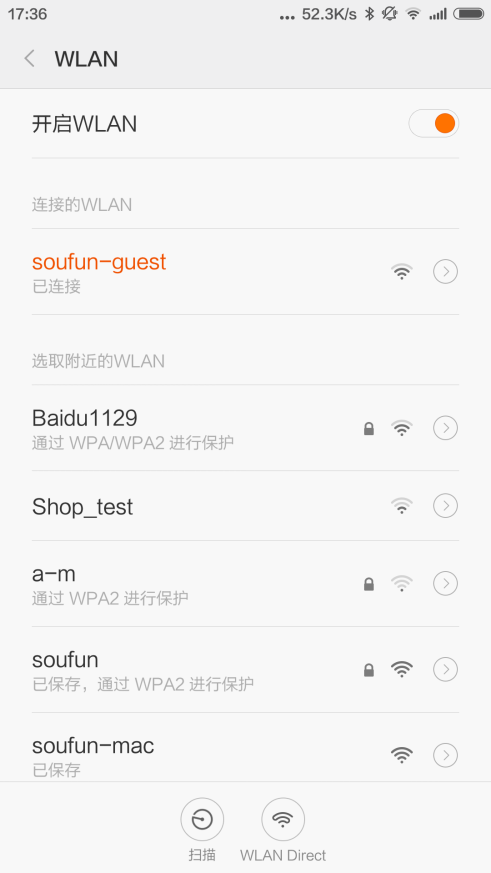 17:36
... 52.3K/s
WLAN
开启WLAN
连接的WLAN
soufun-guest
已连接
选取附近的WLAN
Baidu1129
通过 WPA/WPA2 进行保护
Shop_test
a-m
通过 WPA2 进行保护
soufun
已保存，通过 WPA2 进行保护
soufun-mac
已保存
扫描
WLAN Direct